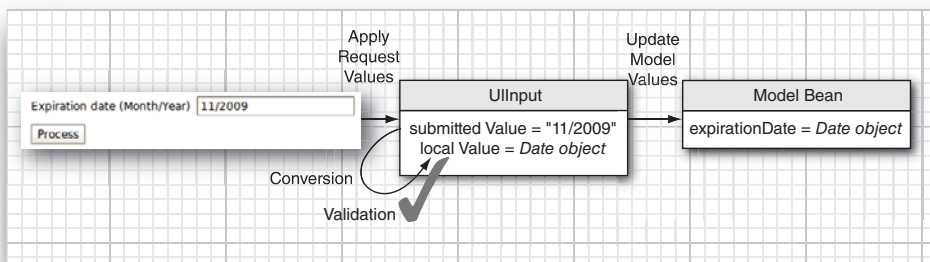 Apply
Request
Values
Update
Model
Values
Expiration date (Month/Year) 11/2009
Process
UIInput
submitted Value = "11/2009"
local Value = Date object
Model Bean
expirationDate = Date object
Conversion
Validation